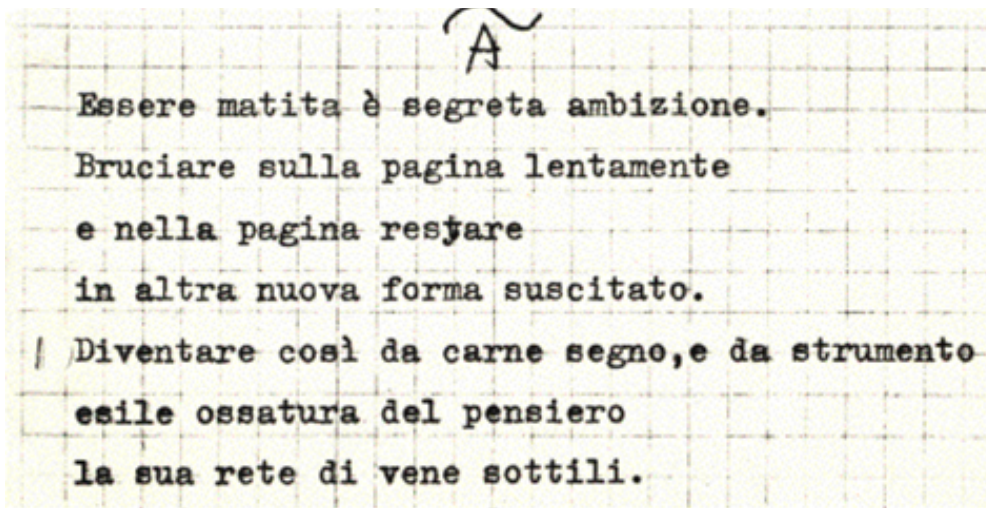 A
Essere matita è segreta ambizione.
Bruciare sulla pagina lentamente
e nella pagina restare
in altra nuova forma suscitato.
Diventare così da carne segno,e da strumento
esile ossatura del pensiero
la sua rete di vene sottili.